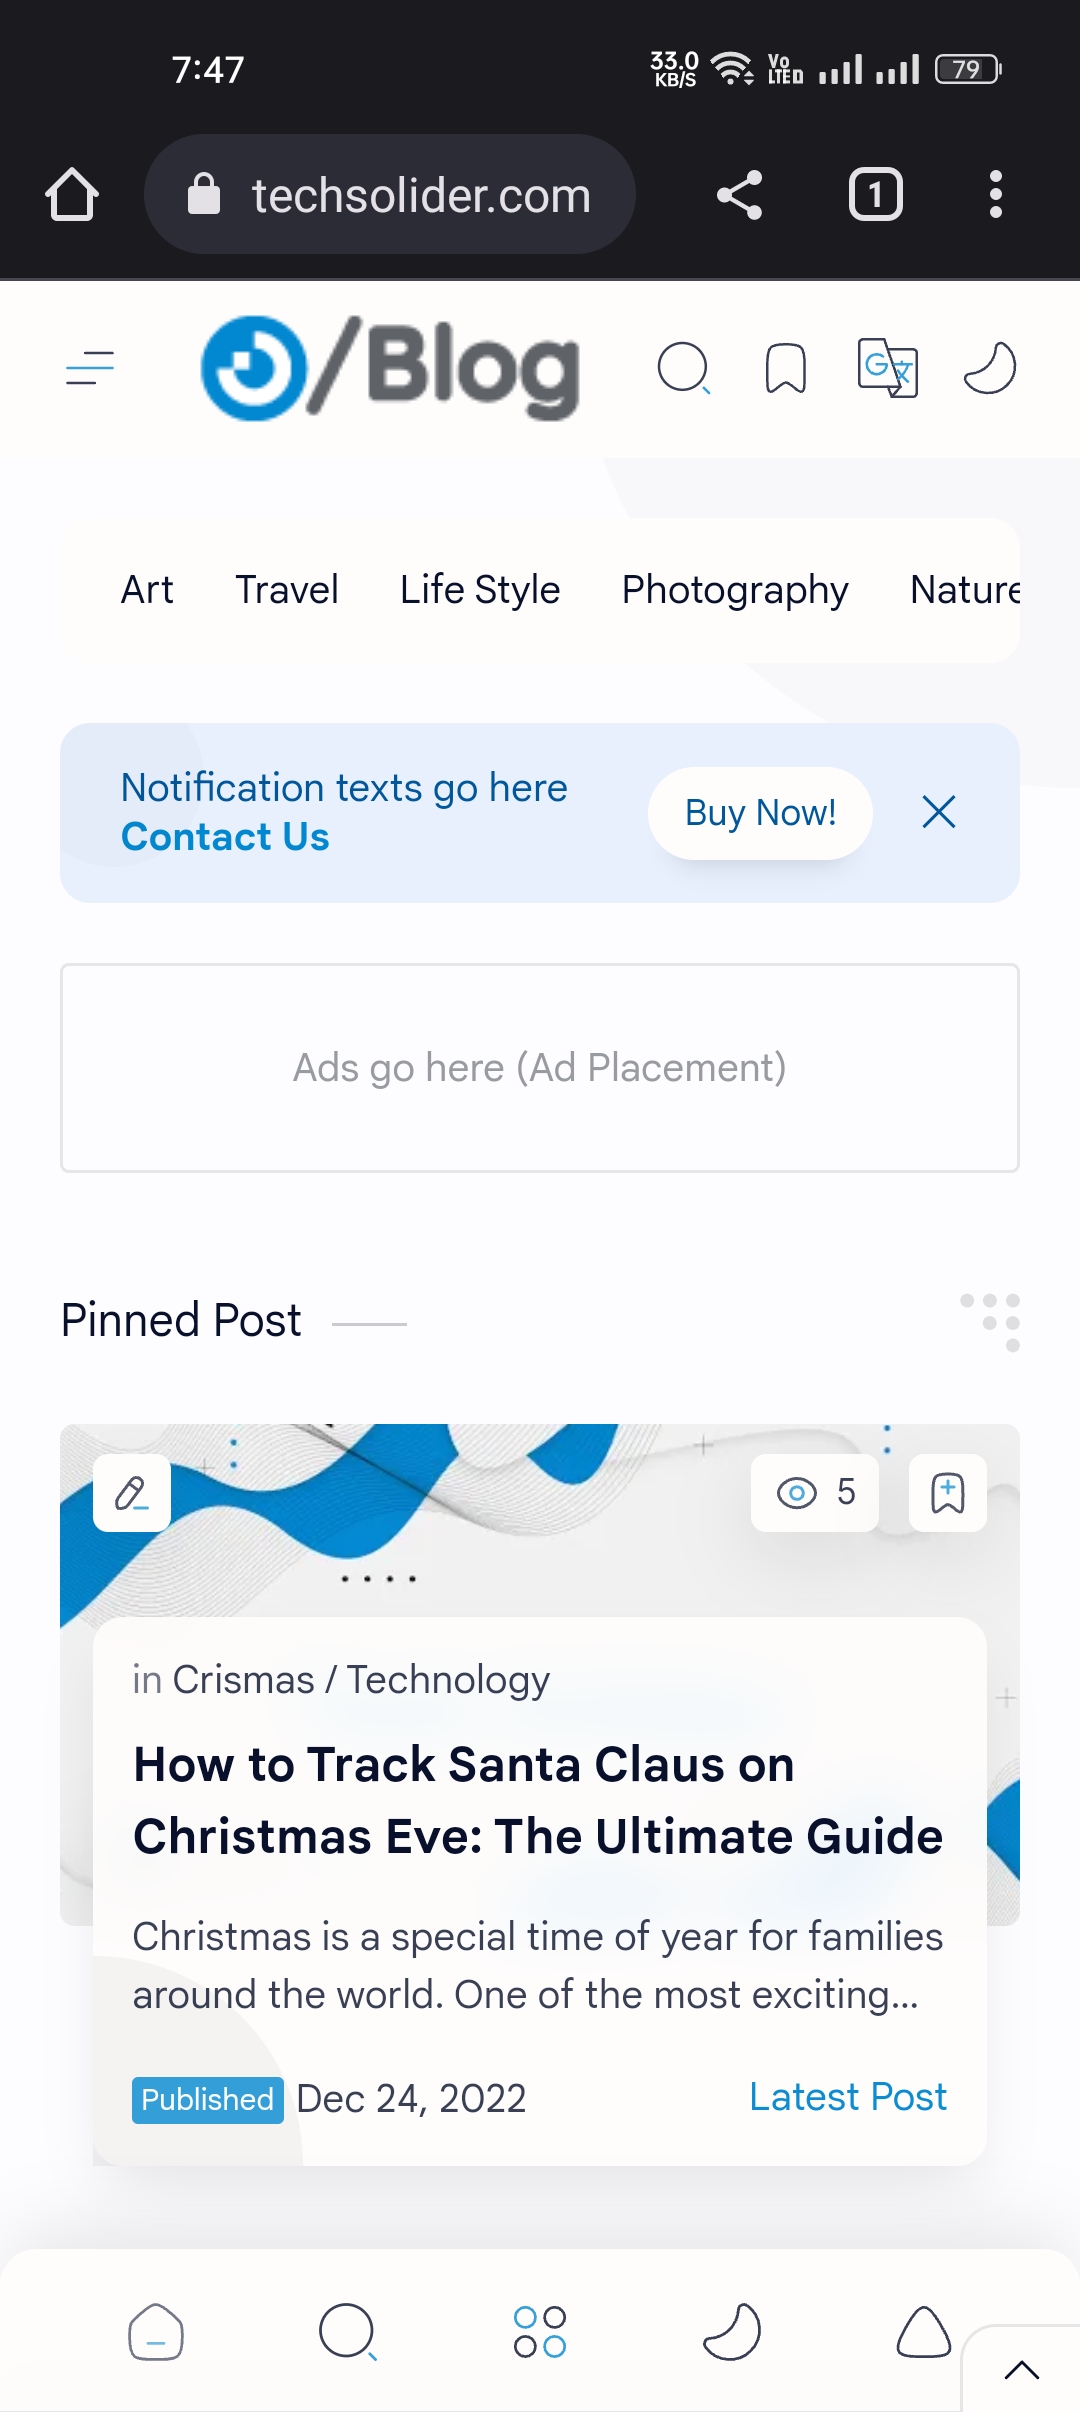 7:47
33.0
KB/S
Vo
LTE
79
techsolider.com
1
/Blog
Art Travel Life Style Photography Nature
Notification texts go here
Contact Us
Buy Now!
Ads go here (Ad Placement)
Pinned Post
5
in Crismas / Technology
How to Track Santa Claus on
Christmas Eve: The Ultimate Guide
Christmas is a special time of year for families
around the world. One of the most exciting...
Published Dec 24, 2022
Latest Post